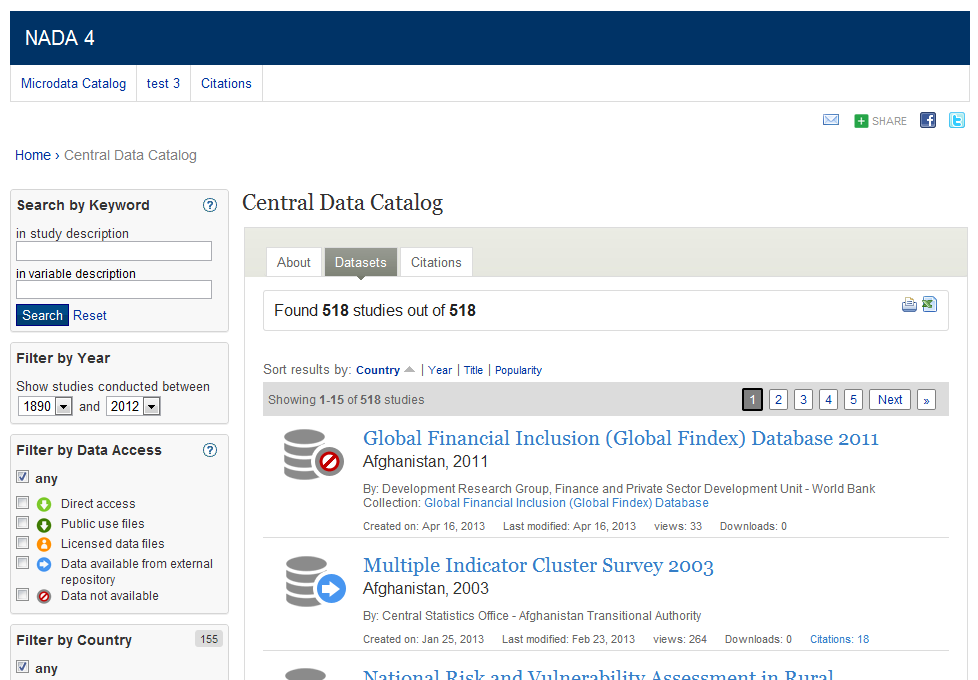 NADA 4
Microdata Catalog test 3 Citations
SHARE
Home › Central Data Catalog
Search by Keyword
in study description
in variable description
Search Reset
Filter by Year
Show studies conducted between
1890 and 2012
Filter by Data Access
any
Direct access
Public use files
Licensed data files
Data available from external
repository
Data not available
Filter by Country 155
any
Central Data Catalog
About Datasets Citations
Found 518 studies out of 518
Sort results by: Country | Year | Title | Popularity
Showing 1-15 of 518 studies 1 2 3 4 5 Next »
Global Financial Inclusion (Global Findex) Database 2011
Afghanistan, 2011
By: Development Research Group, Finance and Private Sector Development Unit - World Bank
Collection: Global Financial Inclusion (Global Findex) Database
Created on: Apr 16, 2013 Last modified: Apr 16, 2013 views: 33 Downloads: 0
Multiple Indicator Cluster Survey 2003
Afghanistan, 2003
By: Central Statistics Office - Afghanistan Transitional Authority
Created on: Jan 25, 2013 Last modified: Feb 23, 2013 views: 264 Downloads: 0 Citations: 18
National Risk and Vulnerability Assessment in Rural